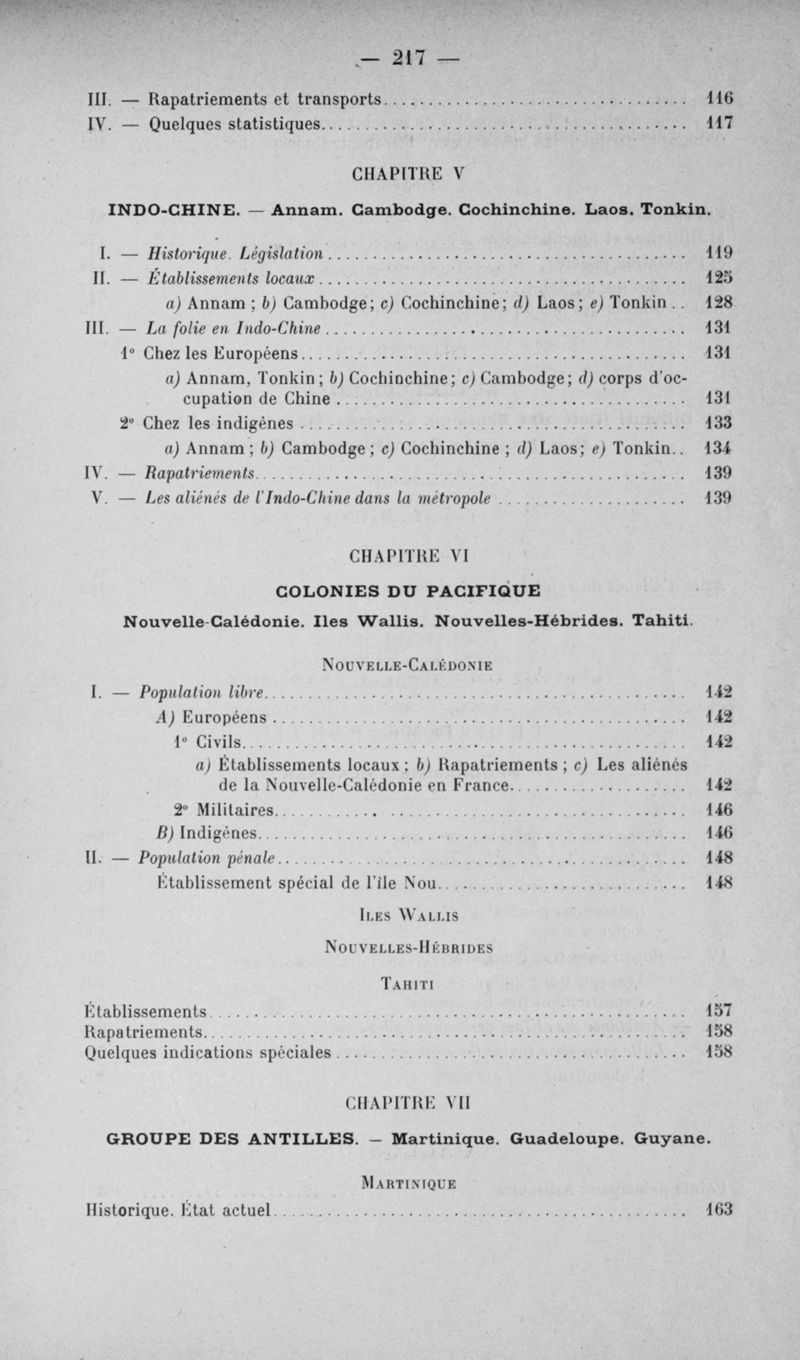 — 217 —
III. — Rapatriements et transports........ 116
IV. — Quelques statistiques........ 117
CHAPITRE V
INDO-CHINE. — Annam. Cambodge. Cochinchine. Laos. Tonkin.
I. — Historique. Législation........ 119
II. — Établissements locaux........ 125
a) Annam ; b) Cambodge; c) Cochinchine; d) Laos; e) Tonkin.. 128
III. — La folie en Indo-Chine........ 131
1° Chez les Européens........ 131
a) Annam, Tonkin; b) Cochinchine; c) Cambodge; d) corps d'oc-
cupation de Chine........ 131
2° Chez les indigènes........ 133
a) Annam; b) Cambodge; c) Cochinchine ; d) Laos; e) Tonkin.. 134
IV. — Rapatriements........ 139
V. — Les aliénés de l'Indo-Chine dans la métropole........ 139
CHAPITRE VI
COLONIES DU PACIFIQUE
Nouvelle-Calédonie. Iles Wallis. Nouvelles-Hébrides. Tahiti.
Nouvelle-Calédonie
I. — Population libre........ 142
A) Européens........ 142
1° Civils........ 142
a) Établissements locaux; b) Rapatriements; c) Les aliénés
de la Nouvelle-Calédonie en France........ 142
2° Militaires........ 146
B) Indigènes........ 146
II. — Population pénale........ 148
Établissement spécial de l'île Nou........ 148
Iles Wallis
Nouvelles-Hébrides
Tahiti
Établissements........ 157
Rapatriements........ 158
Quelques indications spéciales........ 158
CHAPITRE VII
GROUPE DES ANTILLES. — Martinique. Guadeloupe. Guyane.
Martinique
Historique. État actuel........ 163